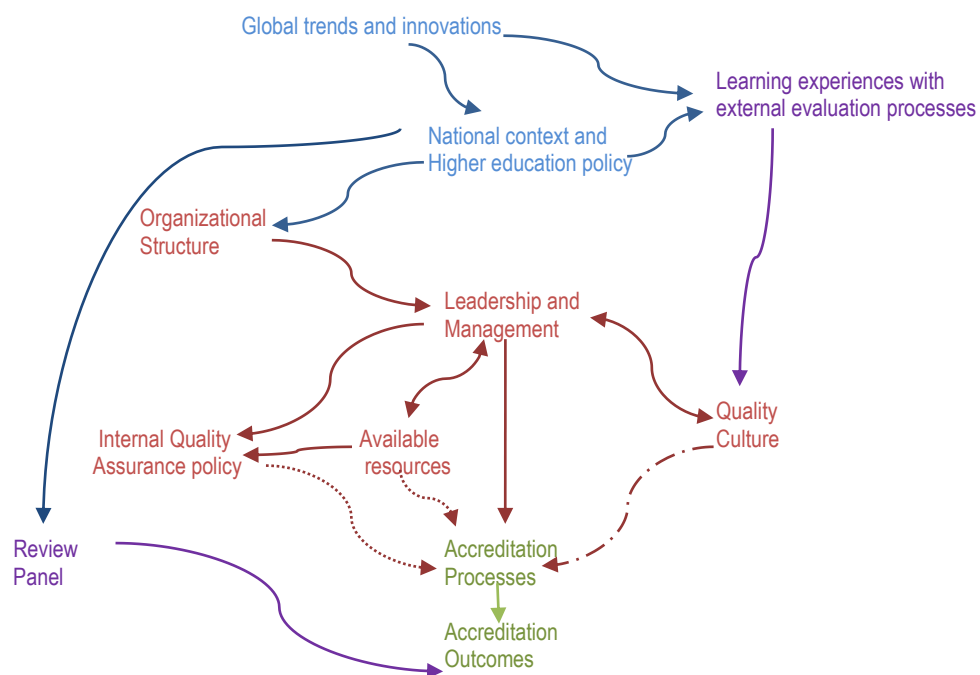 Global trends and innovations
Learning experiences with
external evaluation processes
National context and
Higher education policy
Organizational
Structure
Leadership and
Management
Quality
Culture
Internal Quality
Assurance policy
Available
resources
Review
Panel
Accreditation
Processes
Accreditation
Outcomes